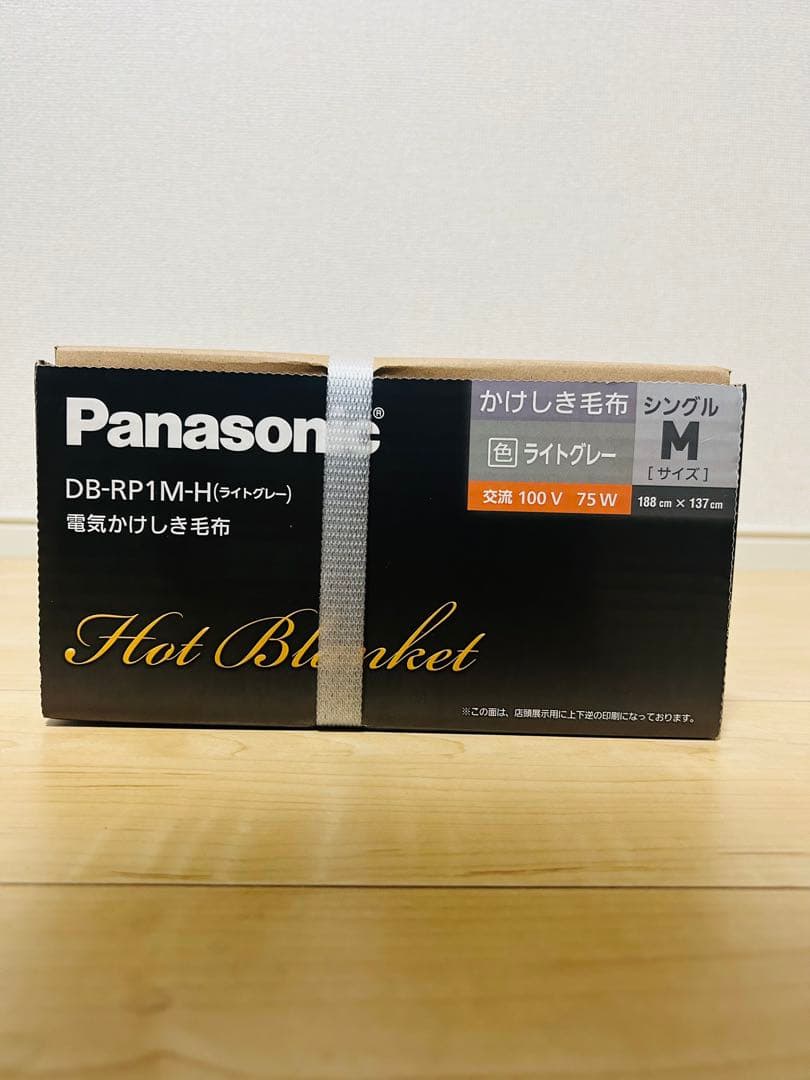 Panasonic®
DB-RP1M-H(ライトグレー)
電気かけしき毛布
Hot Blanket
かけしき毛布
色 ライトグレー
交流 100 V 75 W
シングル
M
[サイズ]
188 cm × 137 cm
※この面は、店頭展示用に上下逆の印刷になっております。